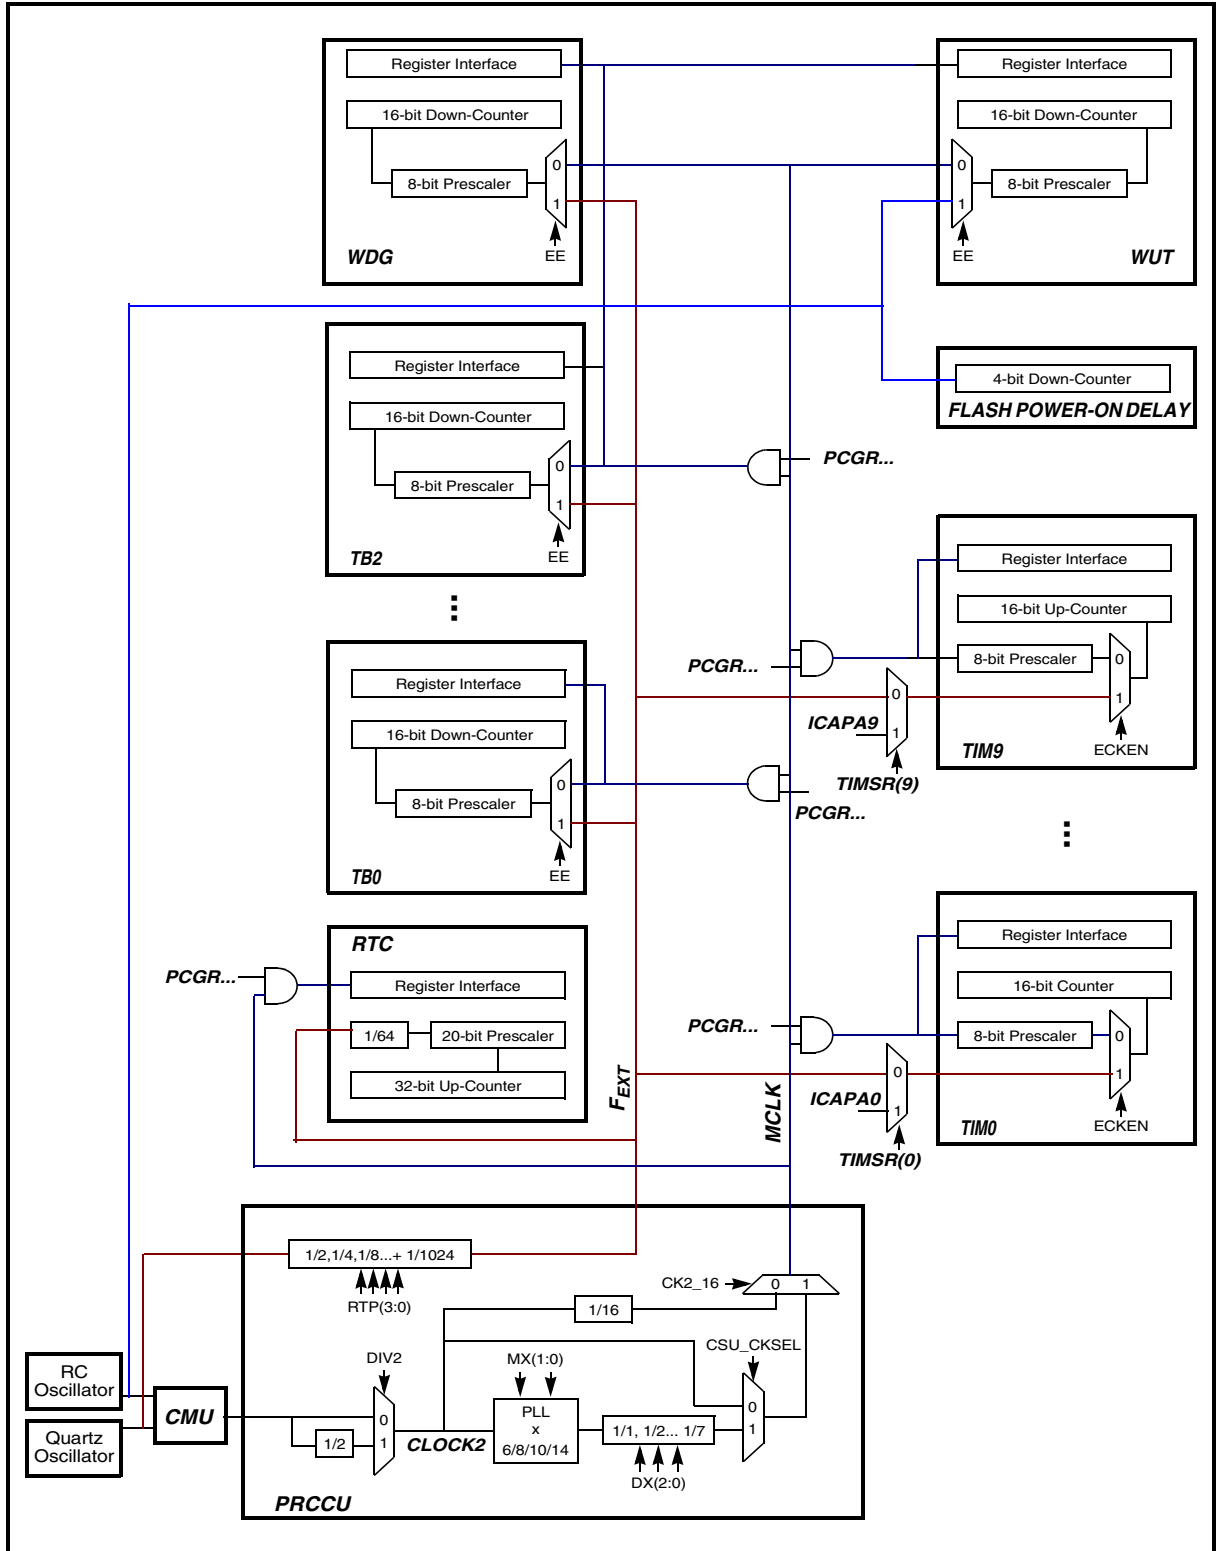 Register Interface
16-bit Down-Counter
8-bit Prescaler
0
1
EE
WDG
Register Interface
16-bit Down-Counter
0
1
8-bit Prescaler
EE
WUT
Register Interface
16-bit Down-Counter
8-bit Prescaler
0
1
EE
TB2
4-bit Down-Counter
FLASH POWER-ON DELAY
PCGR...
Register Interface
16-bit Up-Counter
8-bit Prescaler
0
1
ECKEN
TIM9
PCGR...
0
1
ICAPA9
TIMSR(9)
Register Interface
16-bit Down-Counter
8-bit Prescaler
0
1
EE
TB0
PCGR...
RTC
PCGR...
Register Interface
1/64
20-bit Prescaler
32-bit Up-Counter
FEXT
MCLK
Register Interface
16-bit Counter
PCGR...
8-bit Prescaler
0
1
ECKEN
TIM0
0
1
ICAPA0
TIMSR(0)
1/2,1/4,1/8...+ 1/1024
RTP(3:0)
CK2_16
0 1
1/16
CSU_CKSEL
0
1
DIV2
MX(1:0)
RC
Oscillator
Quartz
Oscillator
CMU
0
1
1/2
CLOCK2
PLL
x
6/8/10/14
1/1, 1/2... 1/7
DX(2:0)
PRCCU